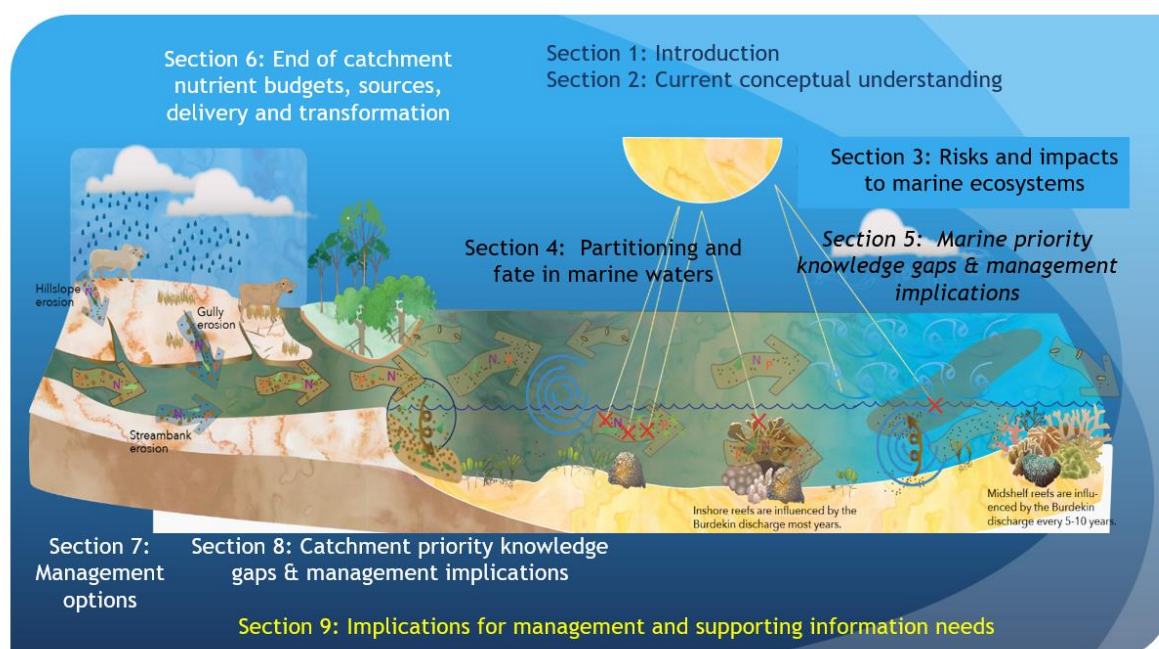 Section 6: End of catchment
nutrient budgets, sources,
delivery and transformation
Section 1: Introduction
Section 2: Current conceptual understanding
Section 3: Risks and impacts
to marine ecosystems
Section 4: Partitioning and
fate in marine waters
Section 5: Marine priority
knowledge gaps & management
implications
Hillslope
erosion
Gully
erosion
Streambank
erosion
N
N
N
N
N
N
P
N
P
N
Inshore reefs are influenced by the
Burdekin discharge most years.
Midshelf reefs are influ-
enced by the Burdekin
discharge every 5-10 years.
Section 7:
Management
options
Section 8: Catchment priority knowledge
gaps & management implications
Section 9: Implications for management and supporting information needs